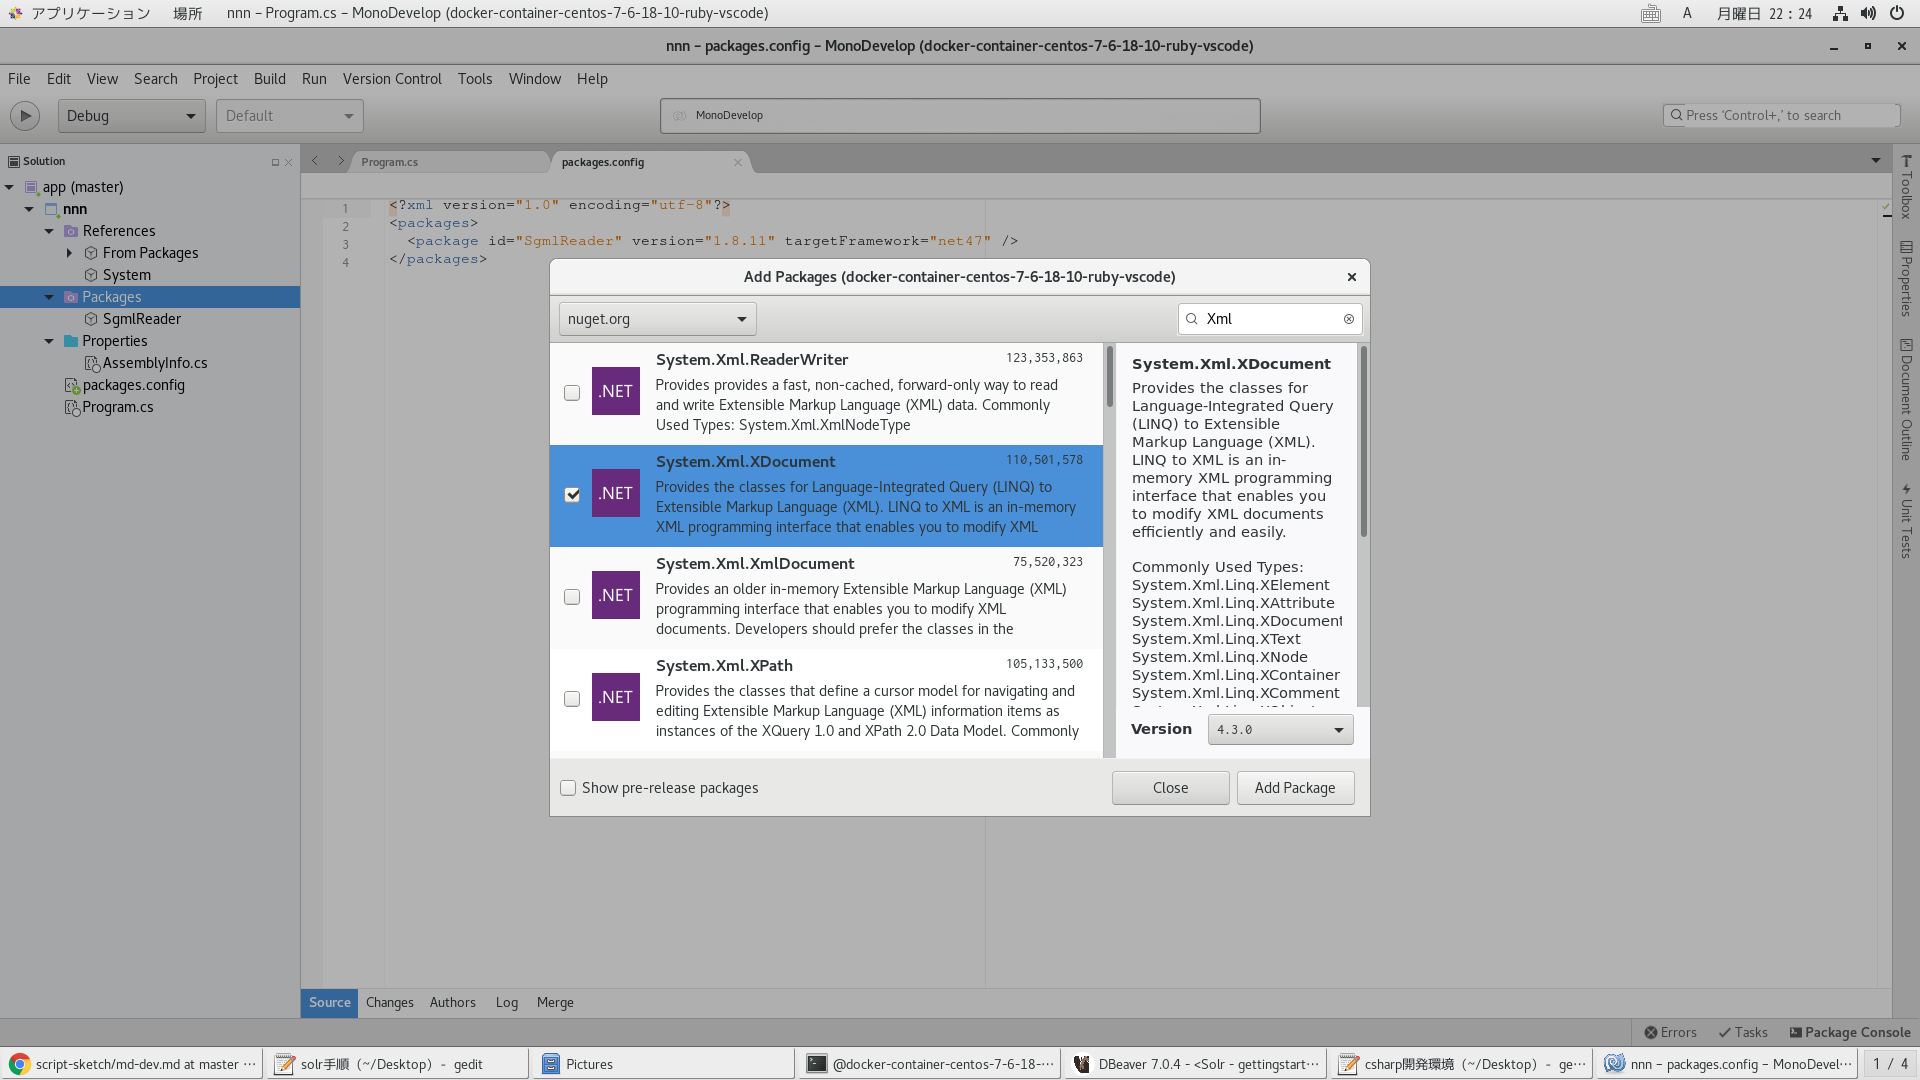 アプリケーション 場所 nnn – Program.cs – MonoDevelop (docker-container-centos-7-6-18-10-ruby-vscode) A 月曜日 22：24
nnn – packages.config – MonoDevelop (docker-container-centos-7-6-18-10-ruby-vscode)
File Edit View Search Project Build Run Version Control Tools Window Help
Debug Default MonoDevelop Press ‘Control+,’ to search
Solution
app (master)
nnn
References
From Packages
System
Packages
SgmlReader
Properties
AssemblyInfo.cs
packages.config
Program.cs
Program.cs packages.config
1 <?xml version="1.0" encoding="utf-8"?>
2 <packages>
3 <package id="SgmlReader" version="1.8.11" targetFramework="net47" />
4 </packages>
Toolbox
Properties
Document Outline
Unit Tests
Add Packages (docker-container-centos-7-6-18-10-ruby-vscode)
nuget.org Xml
System.Xml.ReaderWriter 123,353,863
Provides provides a fast, non-cached, forward-only way to read
and write Extensible Markup Language (XML) data. Commonly
Used Types: System.Xml.XmlNodeType
.NET
System.Xml.XDocument 110,501,578
Provides the classes for Language-Integrated Query (LINQ) to
Extensible Markup Language (XML). LINQ to XML is an in-memory
XML programming interface that enables you to modify XML
.NET
System.Xml.XmlDocument 75,520,323
Provides an older in-memory Extensible Markup Language (XML)
programming interface that enables you to modify XML
documents. Developers should prefer the classes in the
.NET
System.Xml.XPath 105,133,500
Provides the classes that define a cursor model for navigating and
editing Extensible Markup Language (XML) information items as
instances of the XQuery 1.0 and XPath 2.0 Data Model. Commonly
.NET
System.Xml.XDocument
Provides the classes for
Language-Integrated Query
(LINQ) to Extensible
Markup Language (XML).
LINQ to XML is an in-
memory XML programming
interface that enables you
to modify XML documents
efficiently and easily.
Commonly Used Types:
System.Xml.Linq.XElement
System.Xml.Linq.XAttribute
System.Xml.Linq.XDocument
System.Xml.Linq.XText
System.Xml.Linq.XNode
System.Xml.Linq.XContainer
System.Xml.Linq.XComment
Version 4.3.0
Show pre-release packages Close Add Package
Source Changes Authors Log Merge
Errors Tasks Package Console
script-sketch/md-dev.md at master ··· solr手順（~/Desktop）- gedit Pictures @docker-container-centos-7-6-18-··· DBeaver 7.0.4 - <Solr - gettingstart··· csharp開発環境（~/Desktop）- ge··· nnn – packages.config – MonoDevel··· 1 / 4